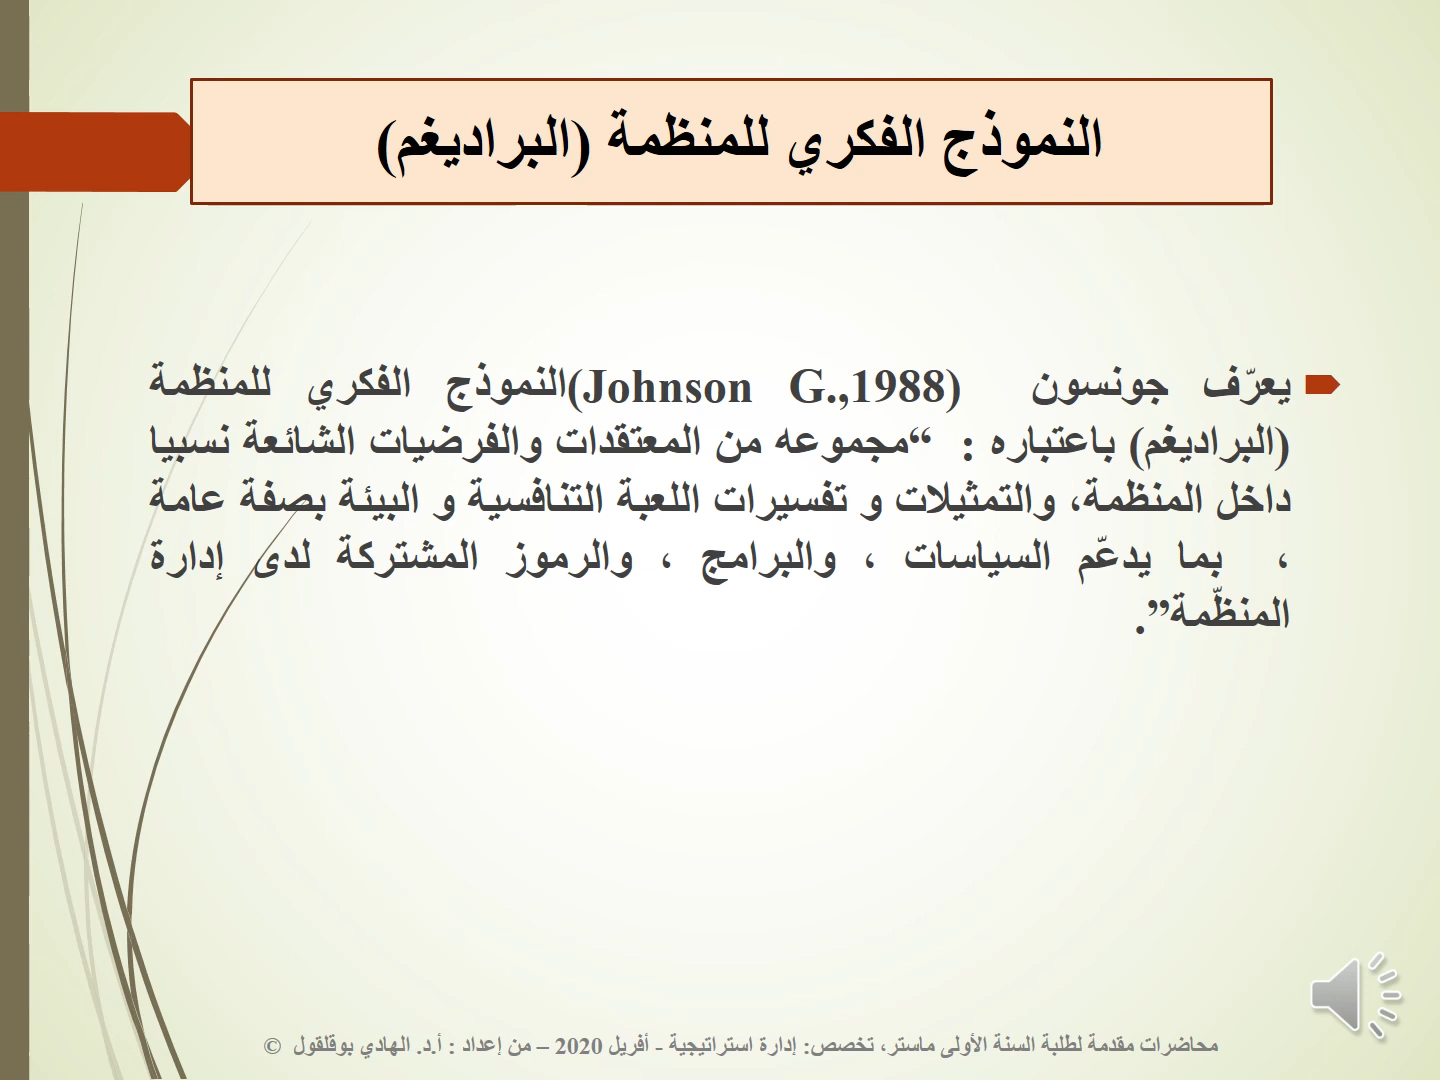 النموذج الفكري للمنظمة (البراديغم)
يعرّف جونسون (Johnson G.,1988)النموذج الفكري للمنظمة
(البراديغم) باعتباره : “مجموعه من المعتقدات والفرضيات الشائعة نسبيا
داخل المنظمة، والتمثيلات و تفسيرات اللعبة التنافسية و البيئة بصفة عامة
، بما يدعّم السياسات ، والبرامج ، والرموز المشتركة لدى إدارة
المنظّمة”.
محاضرات مقدمة لطلبة السنة الأولى ماستر، تخصص: إدارة استراتيجية - أفريل 2020 – من إعداد : أ.د. الهادي بوقلقول ©